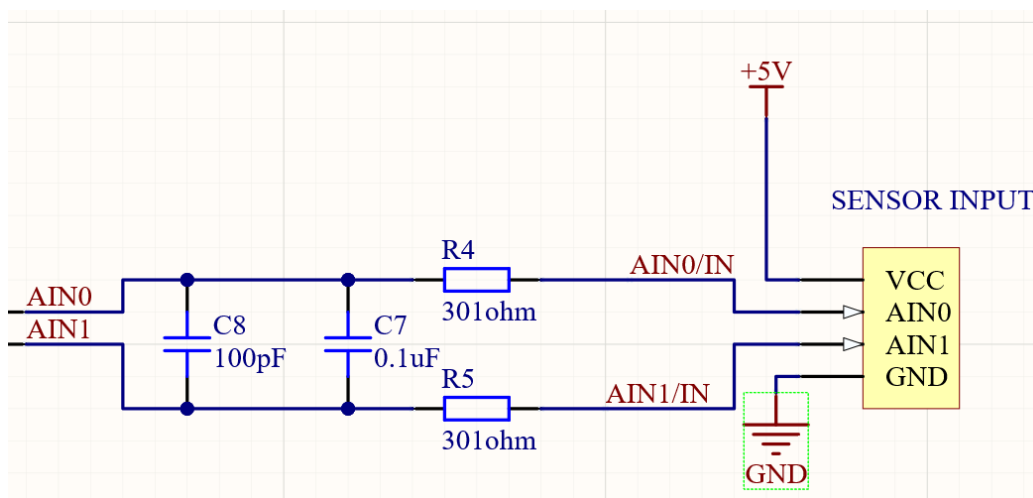 +5V
SENSOR INPUT
R4
AIN0/IN
VCC
AIN0
301ohm
AIN0
AIN1
C8
100pF
C7
0.1uF
AIN1
R5
AIN1/IN
GND
301ohm
GND